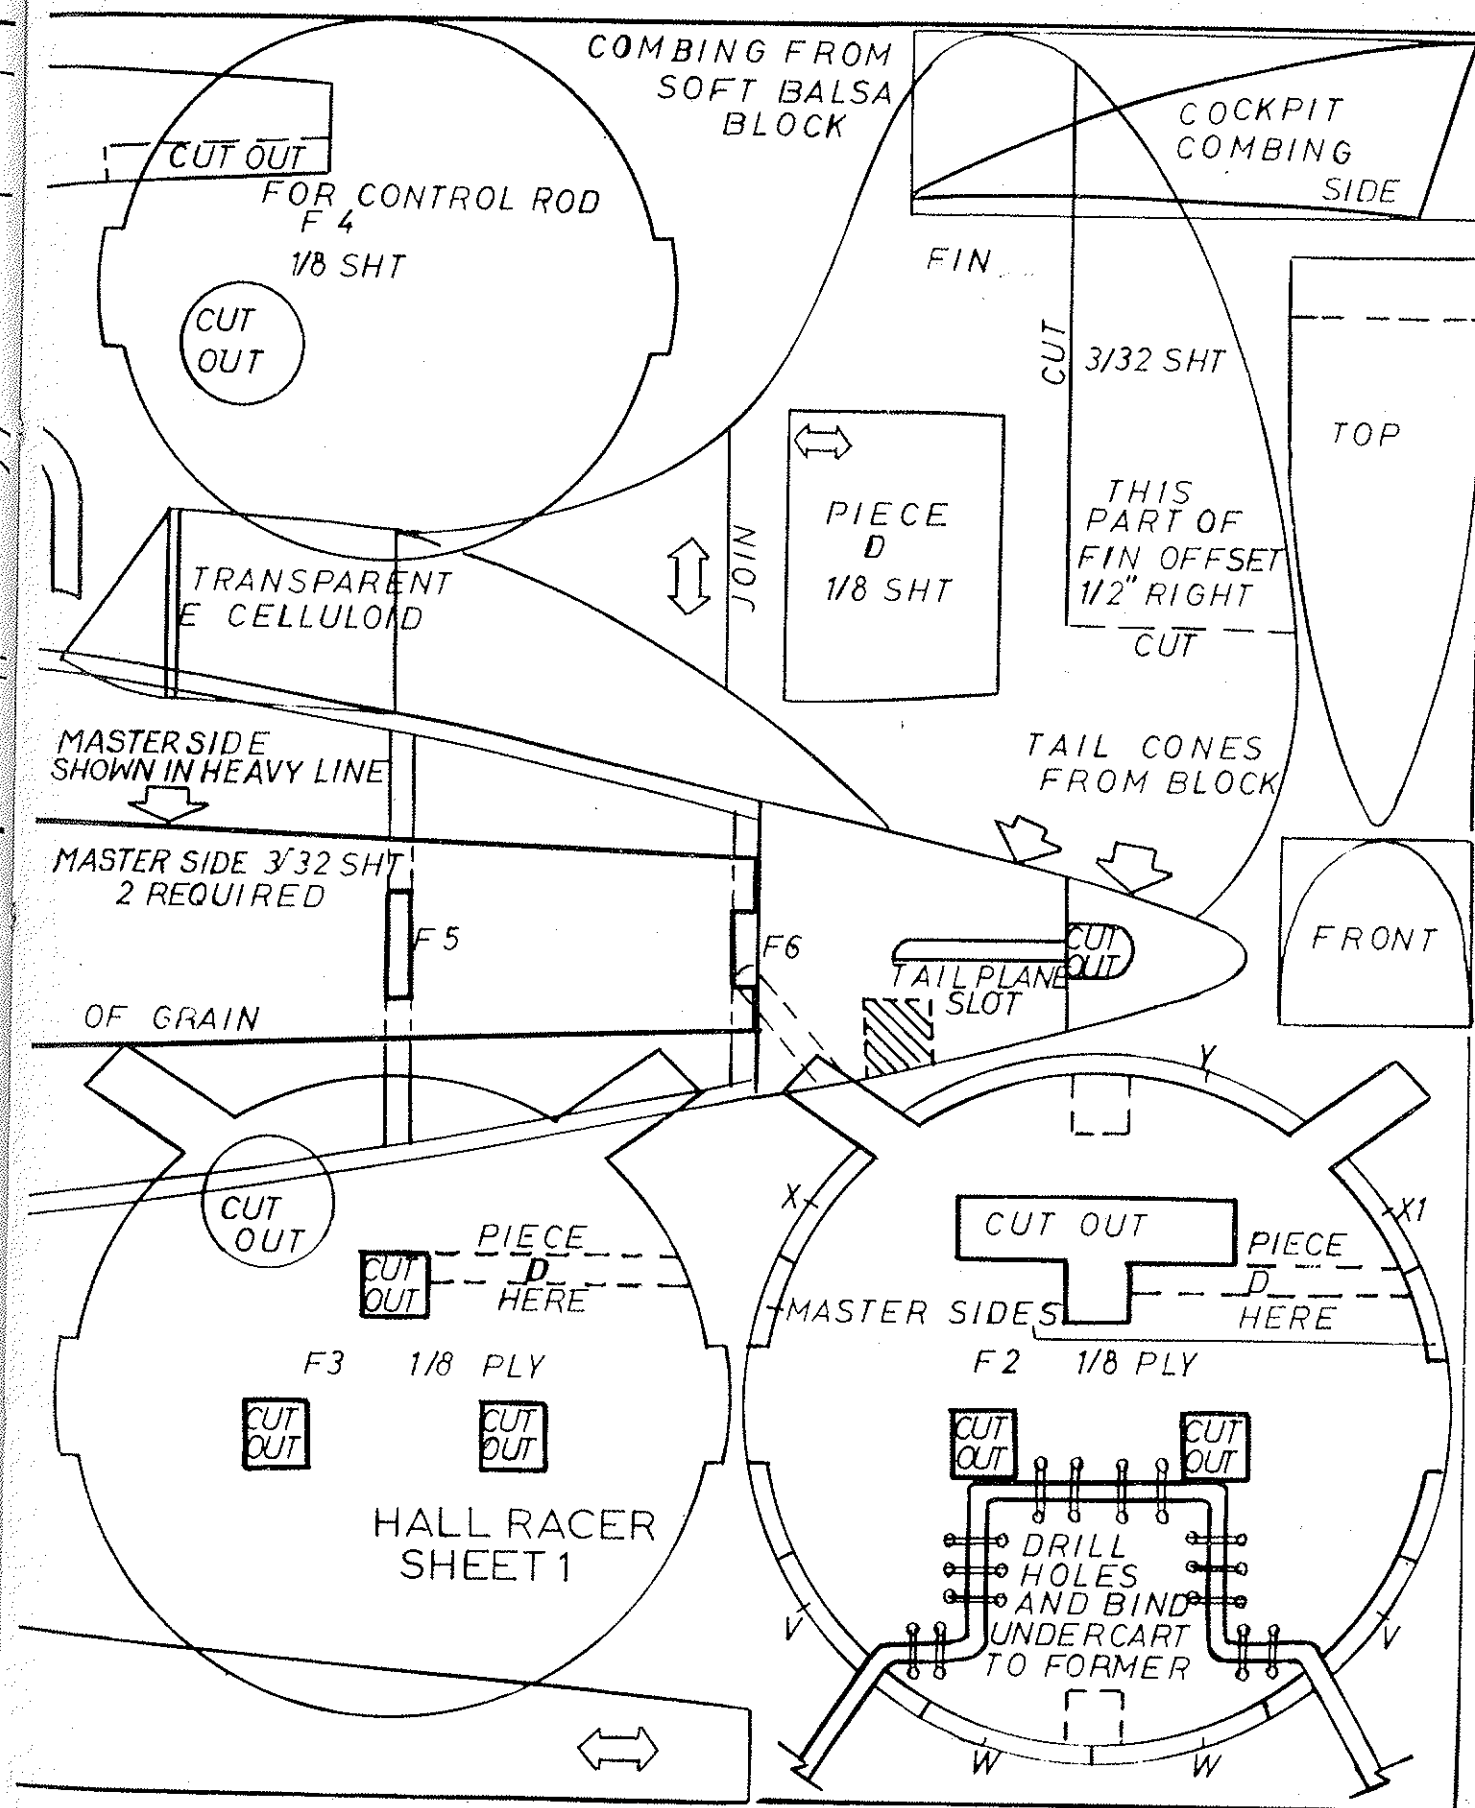 COMBING FROM
SOFT BALSA
BLOCK
COCKPIT
COMBING
SIDE
CUT OUT
FOR CONTROL ROD
F 4
1/8 SHT
CUT
OUT
FIN
CUT
3/32 SHT
TOP
PIECE
D
1/8 SHT
JOIN
THIS
PART OF
FIN OFFSET
1/2" RIGHT
CUT
TRANSPARENT
E CELLULOID
MASTER SIDE
SHOWN IN HEAVY LINE
TAIL CONES
FROM BLOCK
MASTER SIDE 3/32 SHT
2 REQUIRED
F 5
F6
CUT
OUT
TAILPLANE
SLOT
FRONT
OF GRAIN
Y
X
X1
CUT
OUT
PIECE
D
HERE
CUT
OUT
CUT OUT
PIECE
D
HERE
MASTER SIDES
F3 1/8 PLY
F2 1/8 PLY
CUT
OUT
CUT
OUT
CUT
OUT
CUT
OUT
HALL RACER
SHEET 1
DRILL
HOLES
AND BIND
UNDERCART
TO FORMER
V
V
W
W